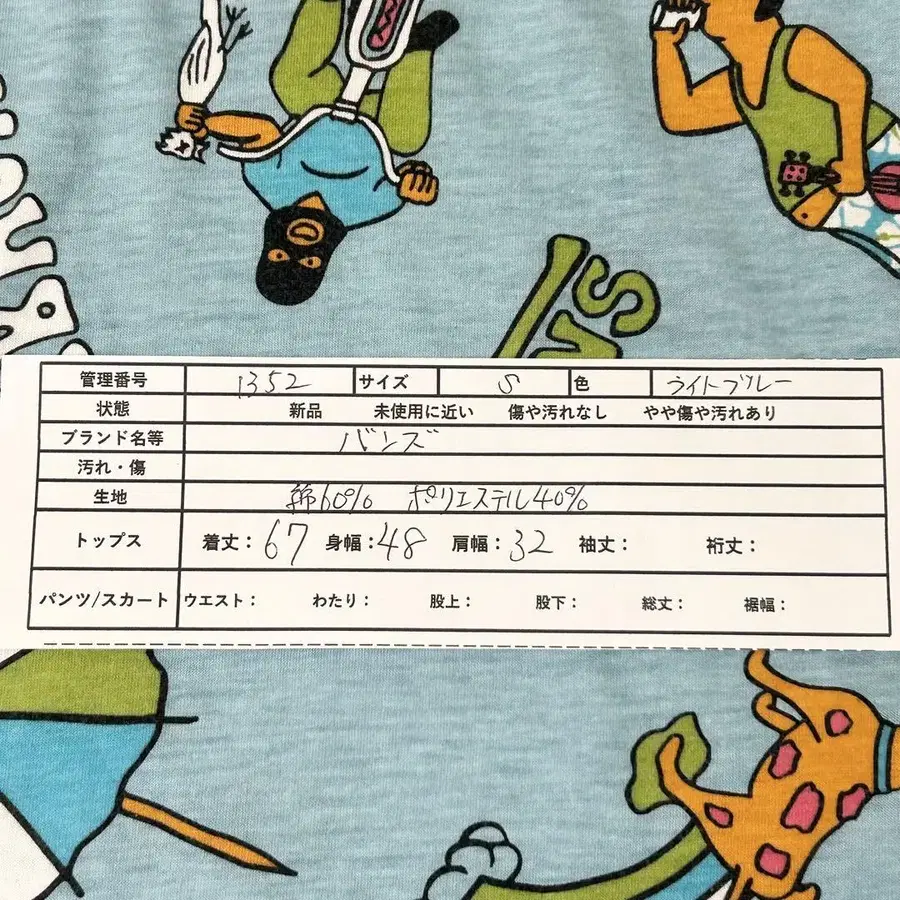 NS
管理番号 1352 サイズ S 色 ライトブルー
状態 新品 未使用に近い 傷や汚れなし やや傷や汚れあり
ブランド名等 バンズ
汚れ・傷
生地 綿60% ポリエステル40%
トップス 着丈: 67 身幅: 48 肩幅: 32 袖丈: 裄丈:
パンツ/スカート ウエスト: わたり: 股上: 股下: 総丈: 裾幅: